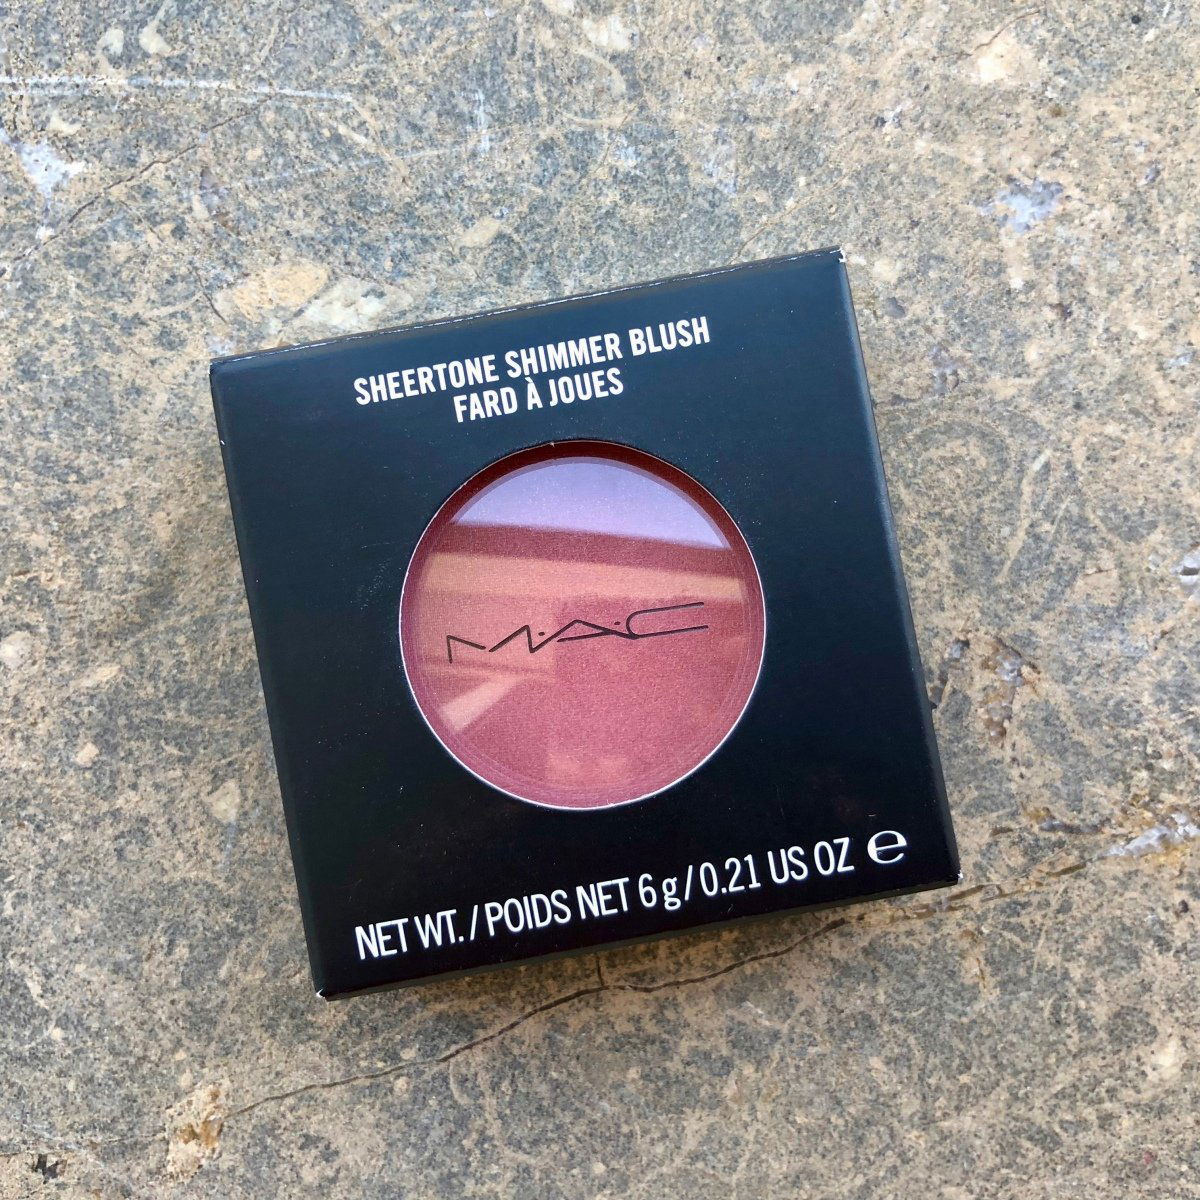 SHEERTONE SHIMMER BLUSH
FARD À JOUES
M·A·C
NET WT. / POIDS NET 6 g / 0.21 US OZ ℮